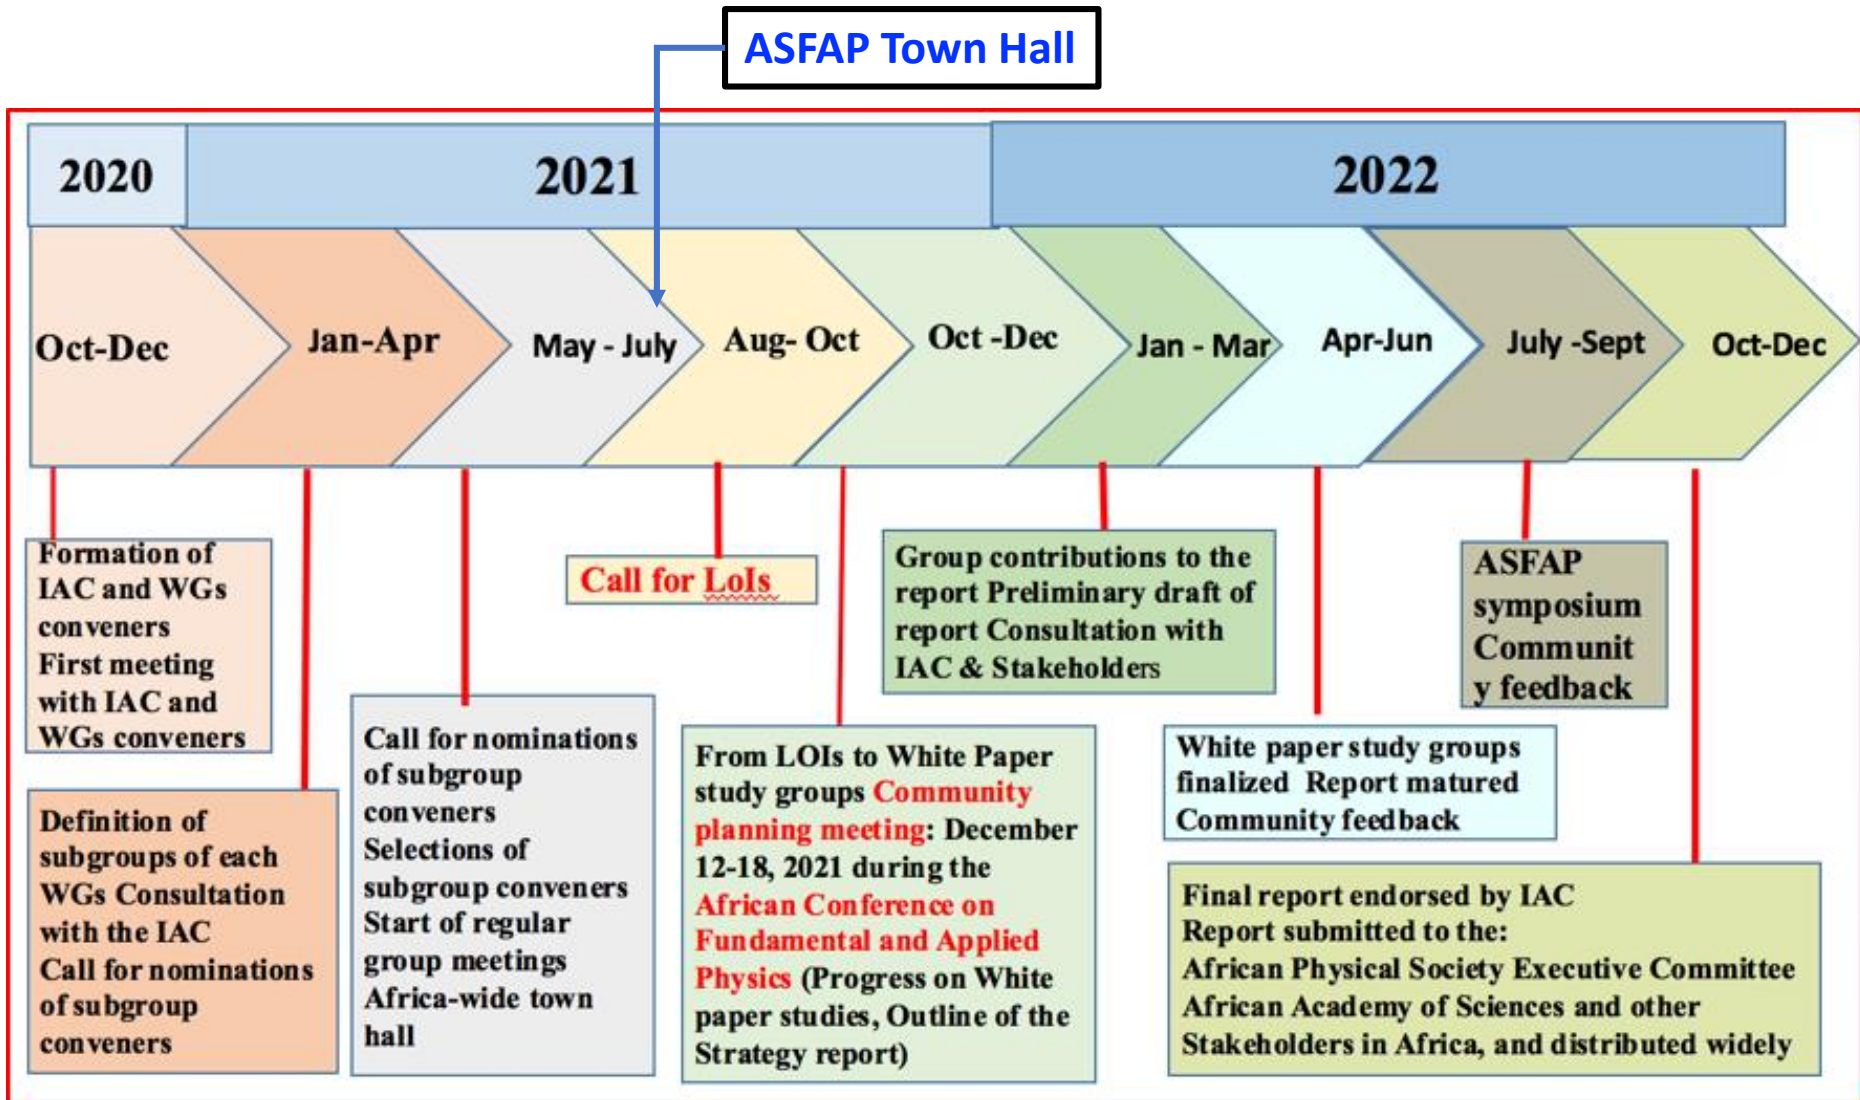 ASFAP Town Hall
2020
2021
2022
Oct-Dec
Jan-Apr
May - July
Aug- Oct
Oct -Dec
Jan - Mar
Apr-Jun
July -Sept
Oct-Dec
Formation of
IAC and WGs
conveners
First meeting
with IAC and
WGs conveners
Definition of
subgroups of each
WGs Consultation
with the IAC
Call for nominations
of subgroup
conveners
Call for nominations
of subgroup
conveners
Selections of
subgroup conveners
Start of regular
group meetings
Africa-wide town
hall
Call for LoIs
From LOIs to White Paper
study groups Community
planning meeting: December
12-18, 2021 during the
African Conference on
Fundamental and Applied
Physics (Progress on White
paper studies, Outline of the
Strategy report)
Group contributions to the
report Preliminary draft of
report Consultation with
IAC & Stakeholders
White paper study groups
finalized Report matured
Community feedback
ASFAP
symposium
Communit
y feedback
Final report endorsed by IAC
Report submitted to the:
African Physical Society Executive Committee
African Academy of Sciences and other
Stakeholders in Africa, and distributed widely